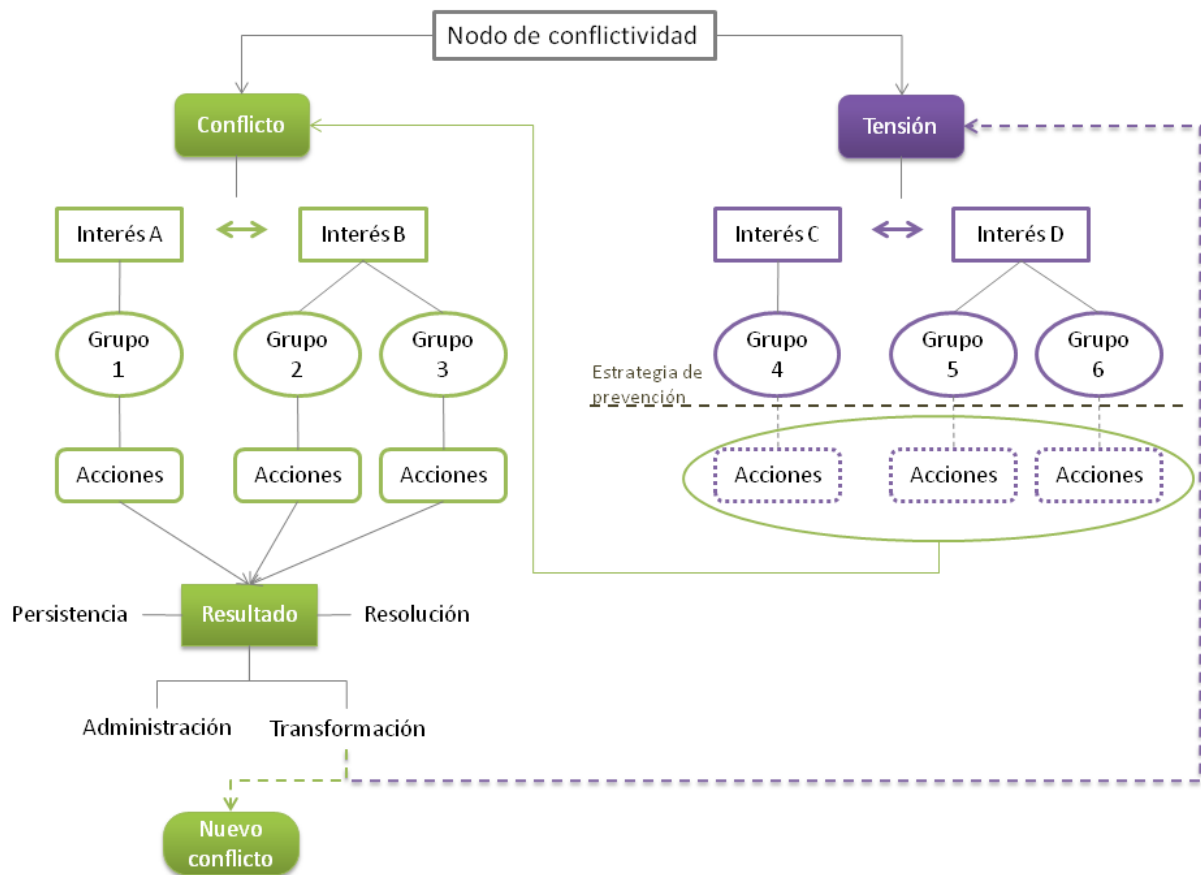 Nodo de conflictividad
Conflicto
Tensión
Interés A
Interés B
Interés C
Interés D
Grupo
1
Grupo
2
Grupo
3
Grupo
4
Grupo
5
Grupo
6
Estrategia de
prevención
Acciones
Acciones
Acciones
Acciones
Acciones
Acciones
Persistencia
Resultado
Resolución
Administración
Transformación
Nuevo
conflicto